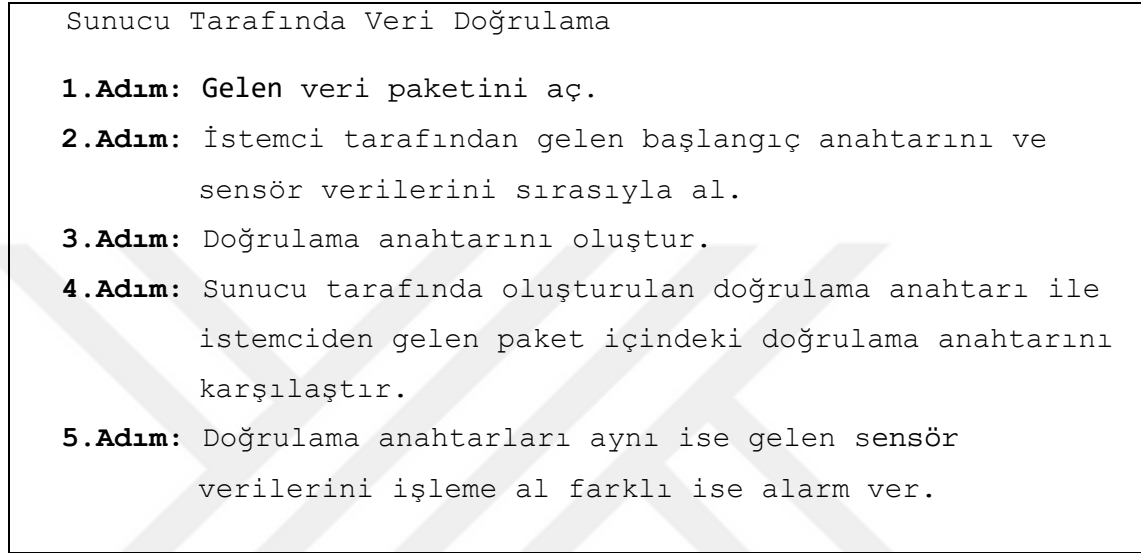 Sunucu Tarafında Veri Doğrulama
1.Adım: Gelen veri paketini aç.
2.Adım: İstemci tarafından gelen başlangıç anahtarını ve
sensör verilerini sırasıyla al.
3.Adım: Doğrulama anahtarını oluştur.
4.Adım: Sunucu tarafında oluşturulan doğrulama anahtarı ile
istemciden gelen paket içindeki doğrulama anahtarını
karşılaştır.
5.Adım: Doğrulama anahtarları aynı ise gelen sensör
verilerini işleme al farklı ise alarm ver.